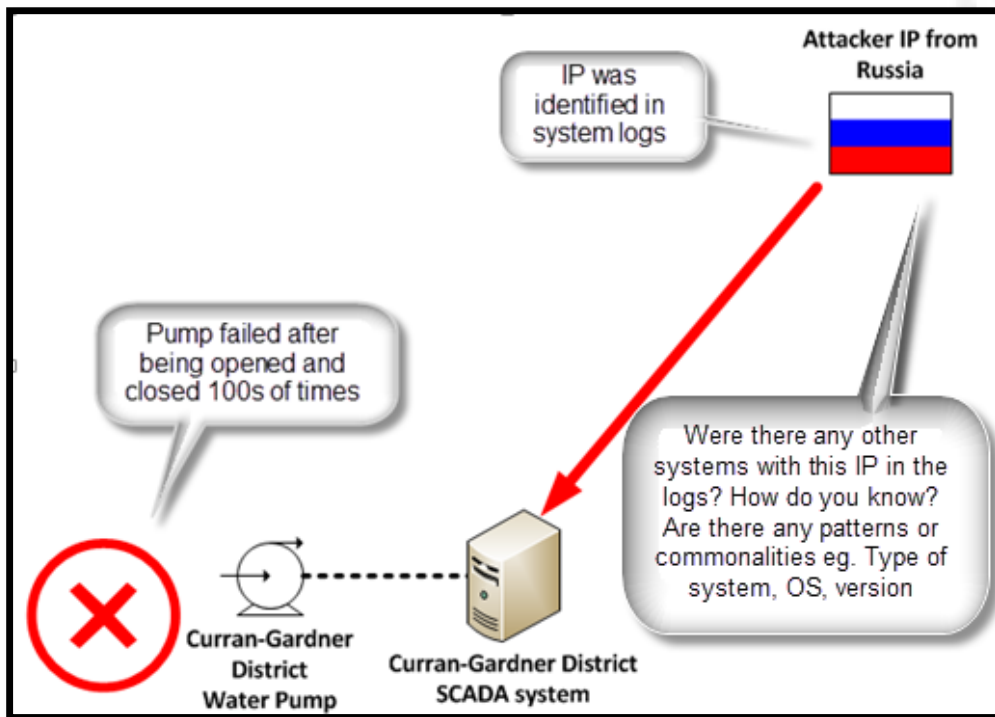 Attacker IP from
Russia
IP was
identified in
system logs
Pump failed after
being opened and
closed 100s of times
Were there any other
systems with this IP in the
logs? How do you know?
Are there any patterns or
commonalities eg. Type of
system, OS, version
Curran-Gardner
District
Water Pump
Curran-Gardner District
SCADA system